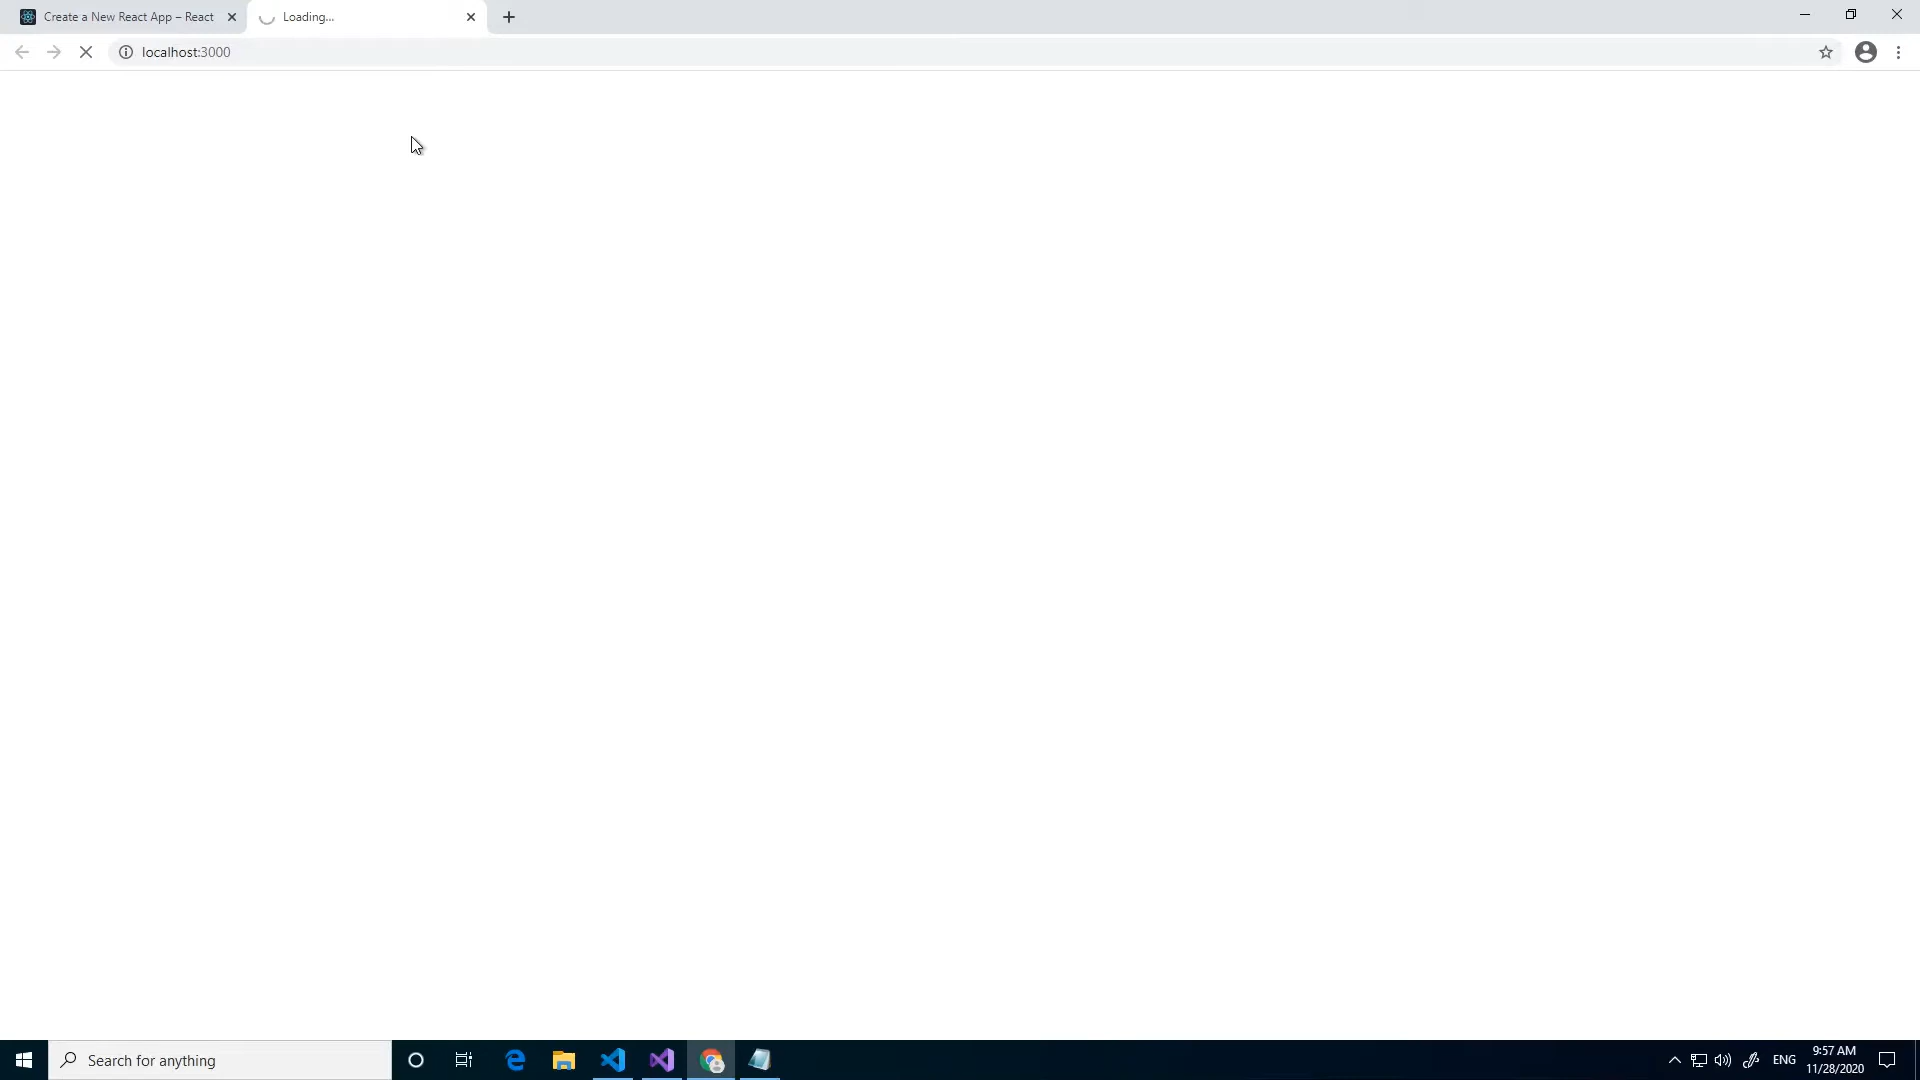 Create a New React App – React
Loading...
localhost:3000
Search for anything
ENG
9:57 AM
11/28/2020